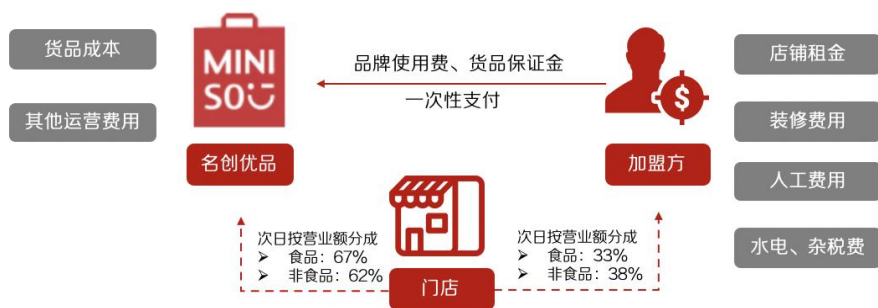 货品成本
其他运营费用
MINI
SO
名创优品
品牌使用费、货品保证金
一次性支付
$
加盟方
店铺租金
装修费用
人工费用
水电、杂税费
次日按营业额分成
➢ 食品：67%
➢ 非食品：62%
门店
次日按营业额分成
➢ 食品：33%
➢ 非食品：38%